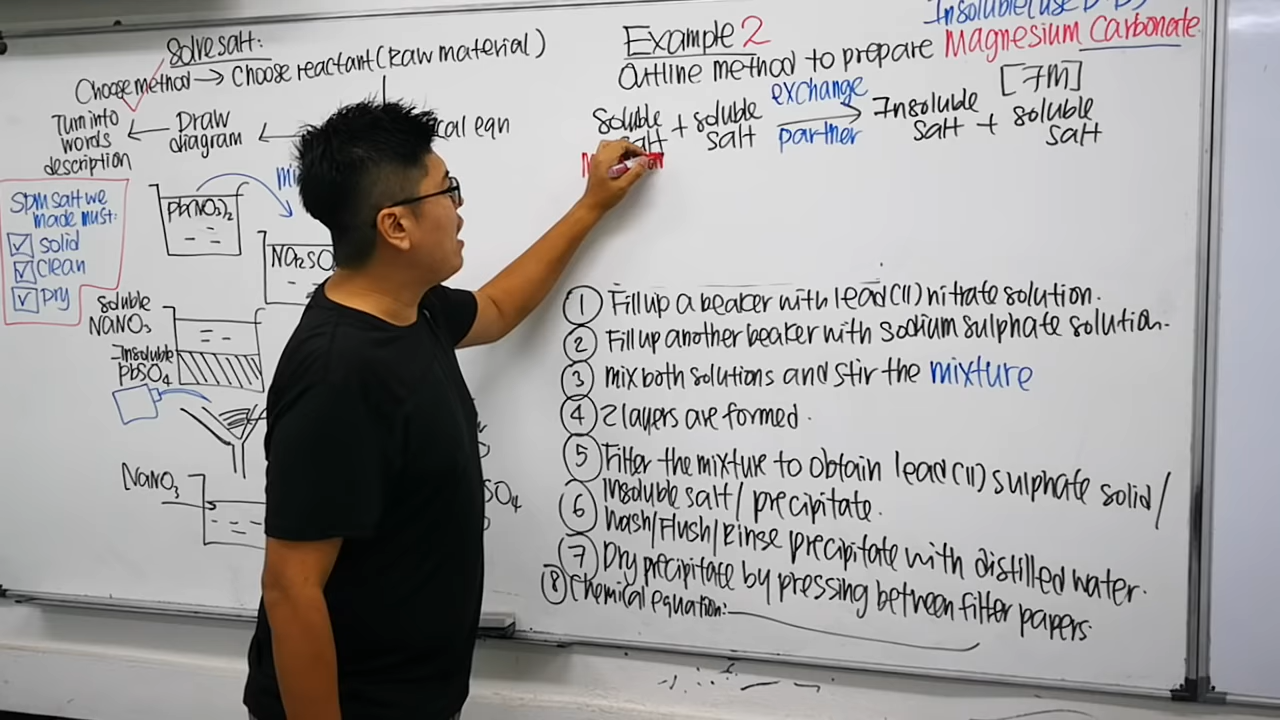 Solve salt:
Choose method → Choose reactant (Raw material)
Turn into words description ← Draw diagram ←
cal eqn
SPM salt we
made must:
☑ solid
☑ clean
☑ Dry
Pb(NO3)2
Na2SO
soluble
NaNO3
Insoluble
PbSO4
NaNO3
SO4
Example 2
Insoluble (use
Outline method to prepare Magnesium Carbonate
[7M]
soluble salt + soluble salt exchange partner → Insoluble salt + soluble salt
① Fill up a beaker with lead(II) nitrate solution.
② Fill up another beaker with sodium sulphate solution.
③ mix both solutions and stir the mixture
④ 2 layers are formed.
⑤ Filter the mixture to obtain lead(II) sulphate solid/
insoluble salt/precipitate.
⑥ Wash/Flush/Rinse precipitate with distilled water.
⑦ Dry precipitate by pressing between filter papers
⑧ Chemical equation: